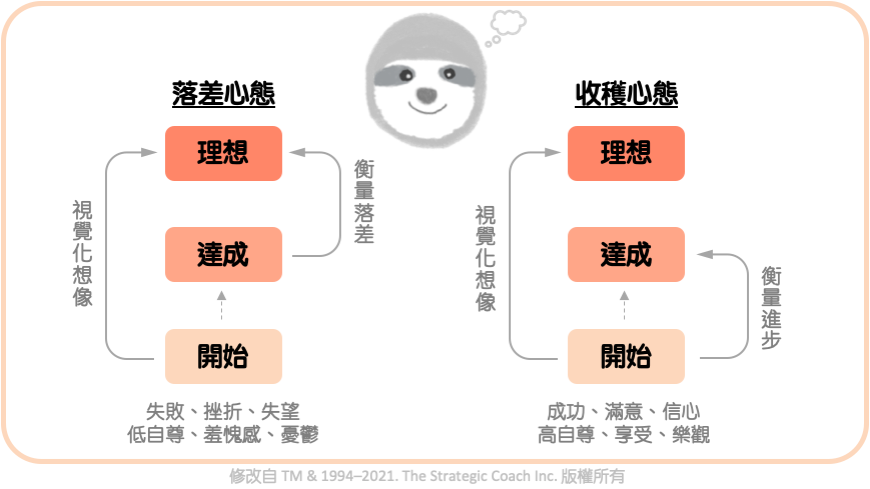 落差心態
理想
達成
開始
視覺化想像
衡量落差
失敗、挫折、失望
低自尊、羞愧感、憂鬱
收穫心態
理想
達成
開始
視覺化想像
衡量進步
成功、滿意、信心
高自尊、享受、樂觀
修改自 TM & 1994–2021. The Strategic Coach Inc. 版權所有